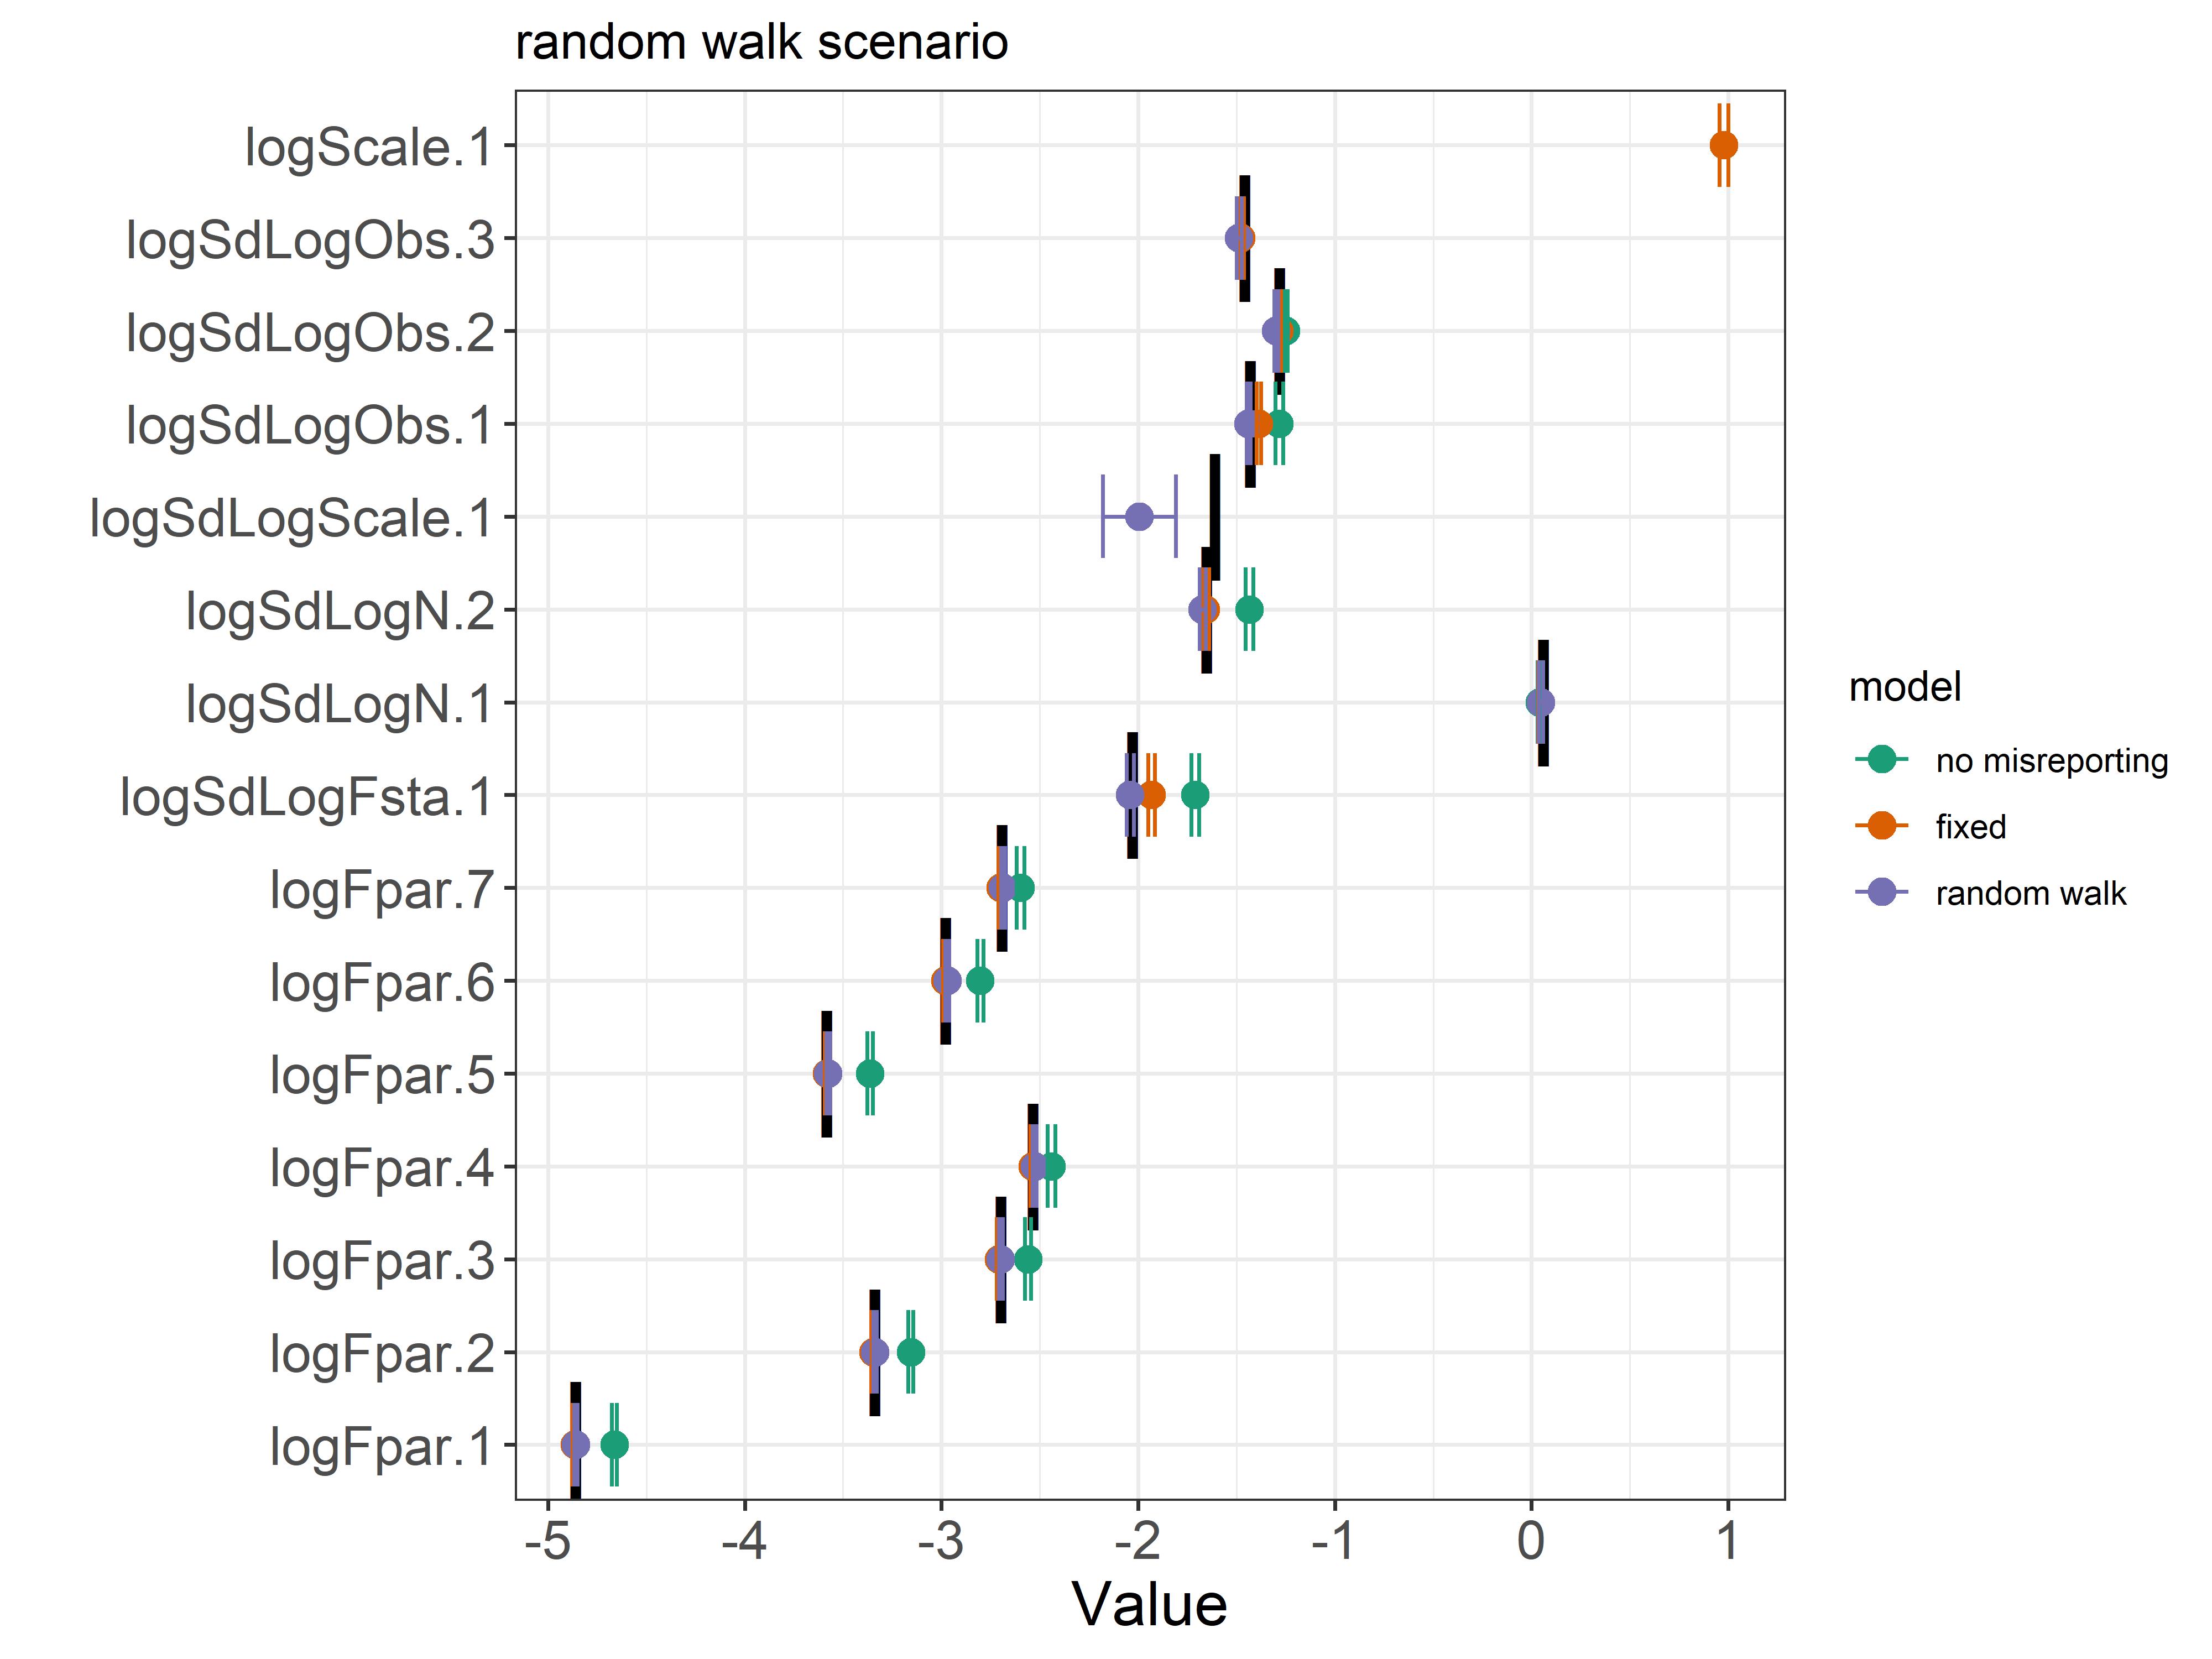 random walk scenario
logScale.1
logSdLogObs.3
logSdLogObs.2
logSdLogObs.1
logSdLogScale.1
logSdLogN.2
logSdLogN.1
logSdLogFsta.1
logFpar.7
logFpar.6
logFpar.5
logFpar.4
logFpar.3
logFpar.2
logFpar.1
-5 -4 -3 -2 -1 0 1
Value
model
no misreporting
fixed
random walk